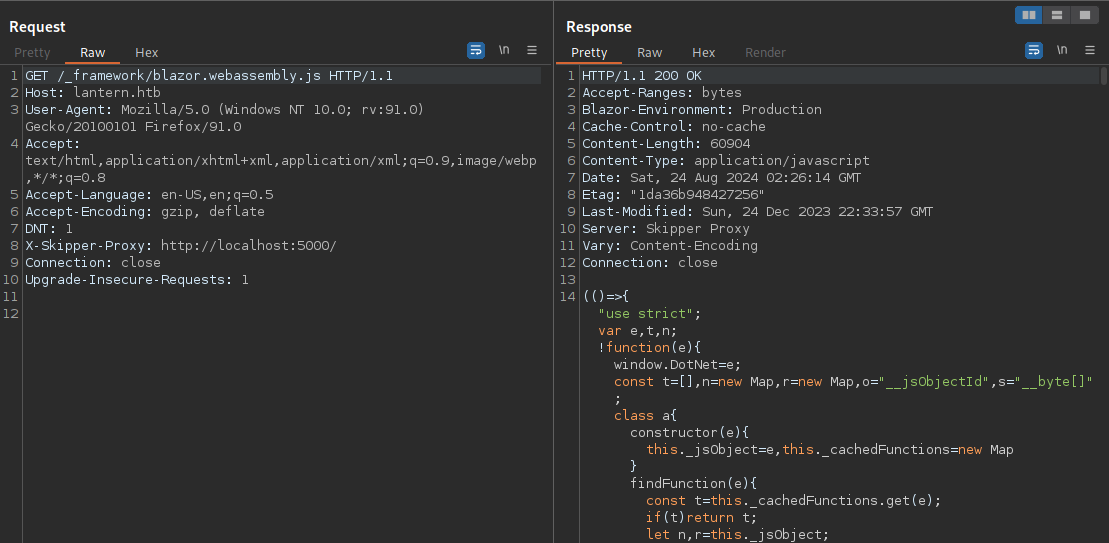 Request
Pretty Raw Hex
\n
1 GET /_framework/blazor.webassembly.js HTTP/1.1
2 Host: lantern.htb
3 User-Agent: Mozilla/5.0 (Windows NT 10.0; rv:91.0)
Gecko/20100101 Firefox/91.0
4 Accept:
text/html,application/xhtml+xml,application/xml;q=0.9,image/webp
,*/*;q=0.8
5 Accept-Language: en-US,en;q=0.5
6 Accept-Encoding: gzip, deflate
7 DNT: 1
8 X-Skipper-Proxy: http://localhost:5000/
9 Connection: close
10 Upgrade-Insecure-Requests: 1
11
12
Response
Pretty Raw Hex Render
\n
1 HTTP/1.1 200 OK
2 Accept-Ranges: bytes
3 Blazor-Environment: Production
4 Cache-Control: no-cache
5 Content-Length: 60904
6 Content-Type: application/javascript
7 Date: Sat, 24 Aug 2024 02:26:14 GMT
8 Etag: "1da36b948427256"
9 Last-Modified: Sun, 24 Dec 2023 22:33:57 GMT
10 Server: Skipper Proxy
11 Vary: Content-Encoding
12 Connection: close
13
14 (()=>{
"use strict";
var e,t,n;
!function(e){
window.DotNet=e;
const t=[],n=new Map,r=new Map,o="__jsObjectId",s="__byte[]"
;
class a{
constructor(e){
this._jsObject=e,this._cachedFunctions=new Map
}
findFunction(e){
const t=this._cachedFunctions.get(e);
if(t)return t;
let n,r=this._jsObject;